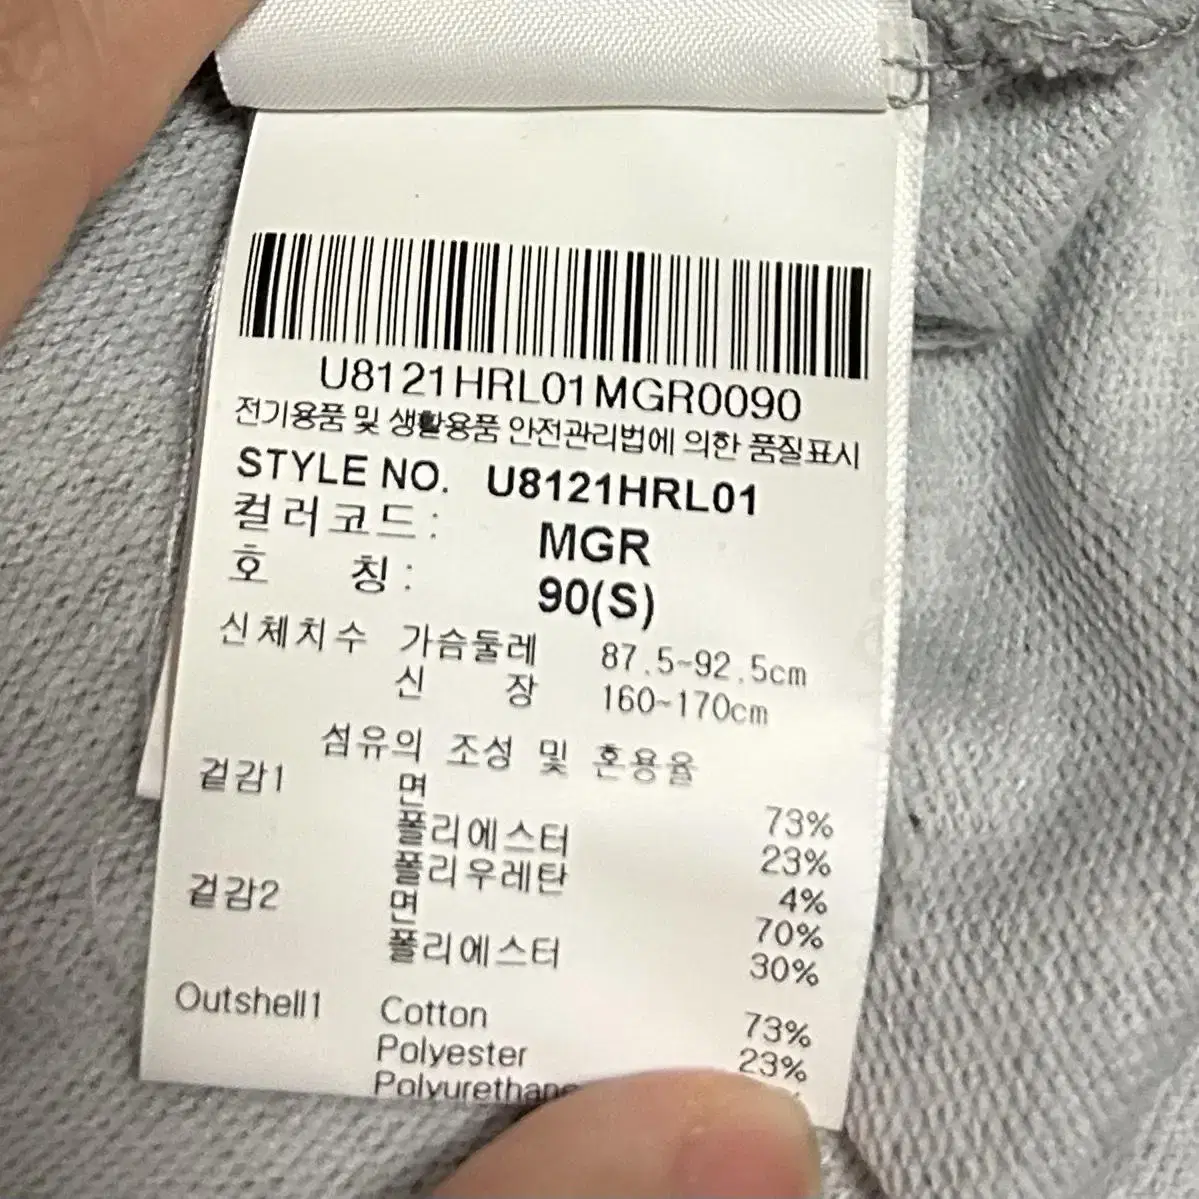 U8121HRL01MGR0090
전기용품 및 생활용품 안전관리법에 의한 품질표시
STYLE NO. U8121HRL01
컬러코드: MGR
호 칭: 90(S)
신체치수 가슴둘레 87.5~92.5cm
신 장 160~170cm
섬유의 조성 및 혼용율
겉감1 면 73%
폴리에스터 23%
폴리우레탄 4%
겉감2 면 70%
폴리에스터 30%
Outshell1 Cotton 73%
Polyester 23%
Polyurethane